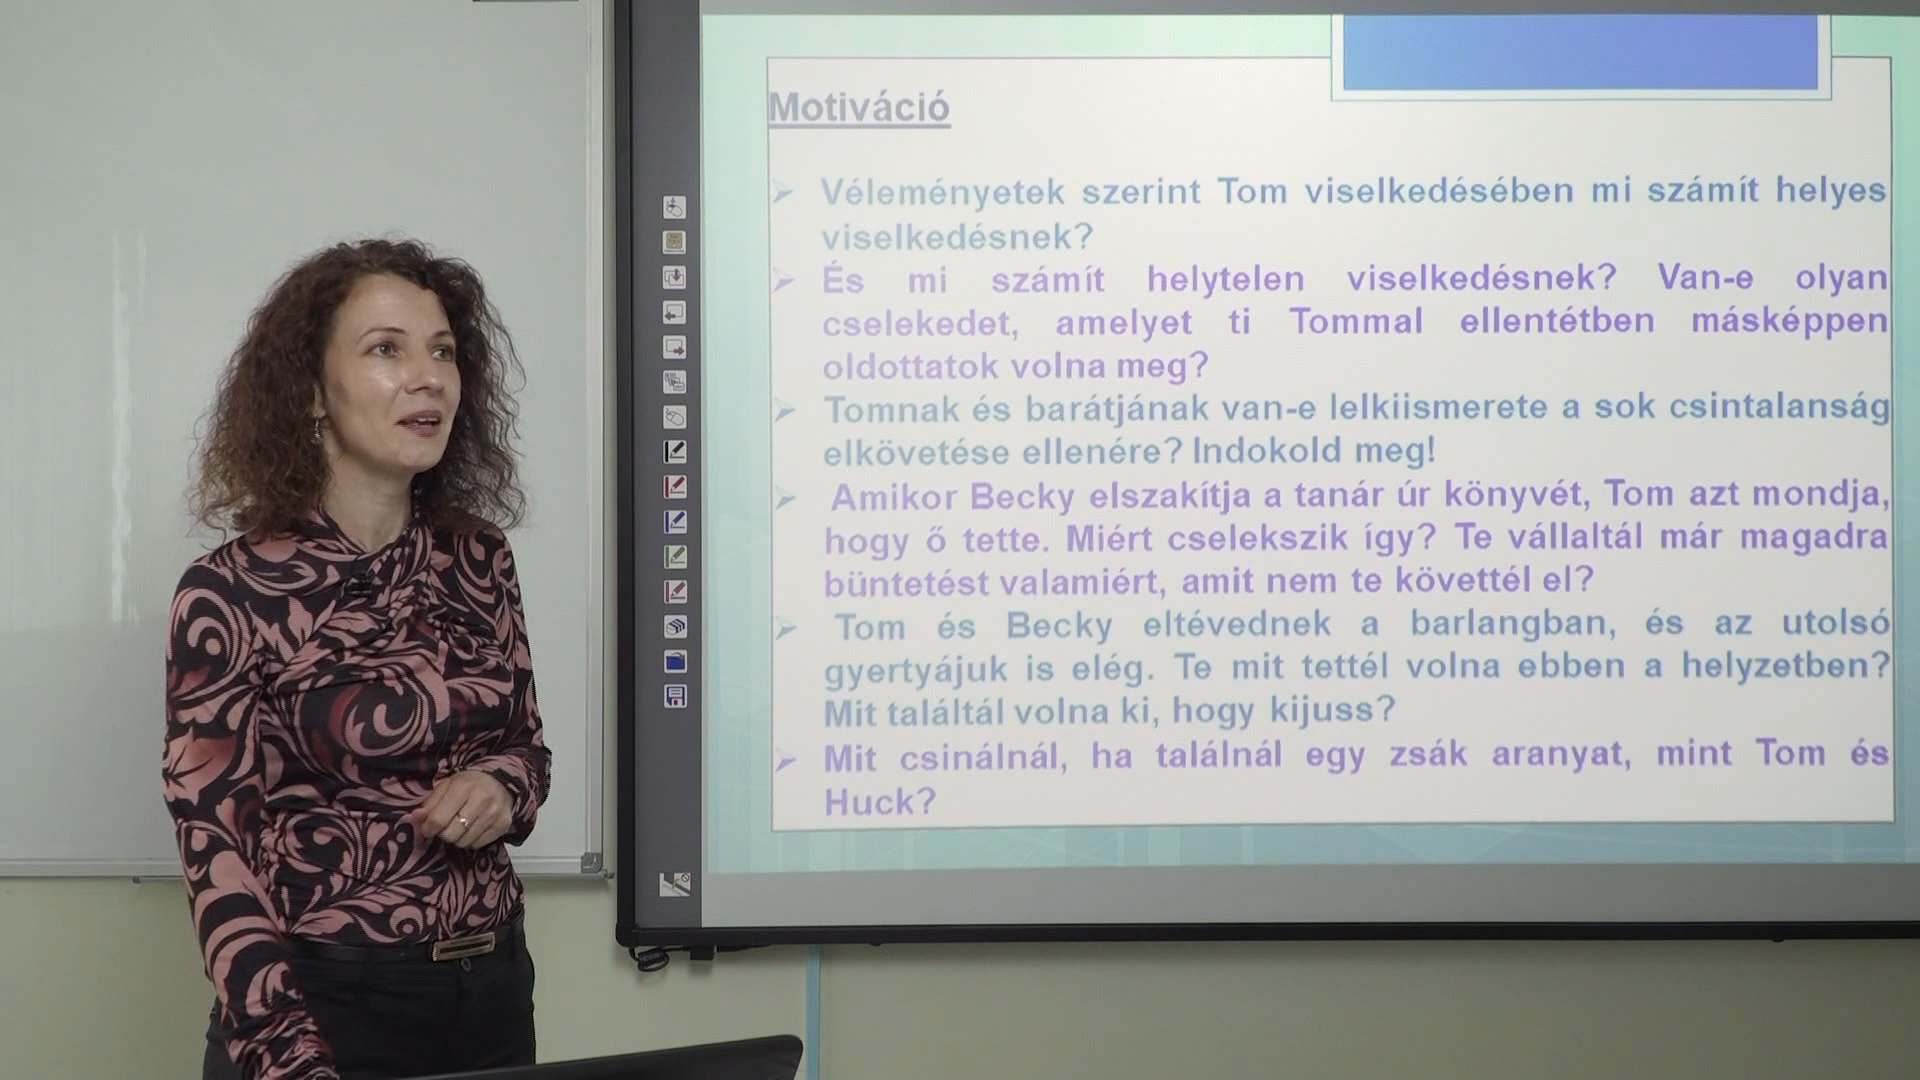 Motiváció
Véleményetek szerint Tom viselkedésében mi számít helyes
viselkedésnek?
És mi számít helytelen viselkedésnek? Van-e olyan
cselekedet, amelyet ti Tommal ellentétben másképpen
oldottatok volna meg?
Tomnak és barátjának van-e lelkiismerete a sok csintalanság
elkövetése ellenére? Indokold meg!
Amikor Becky elszakítja a tanár úr könyvét, Tom azt mondja,
hogy ő tette. Miért cselekszik így? Te vállaltál már magadra
büntetést valamiért, amit nem te követtél el?
Tom és Becky eltévednek a barlangban, és az utolsó
gyertyájuk is elég. Te mit tettél volna ebben a helyzetben?
Mit találtál volna ki, hogy kijuss?
Mit csinálnál, ha találnál egy zsák aranyat, mint Tom és
Huck?